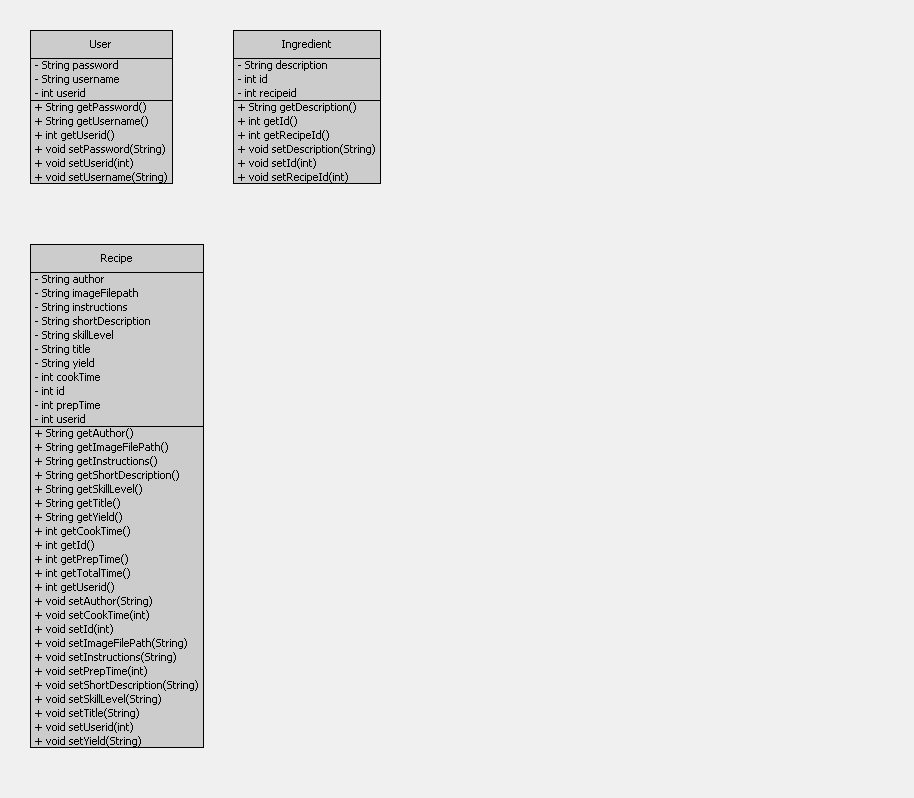 User
- String password
- String username
- int userid
+ String getPassword()
+ String getUsername()
+ int getUserid()
+ void setPassword(String)
+ void setUserid(int)
+ void setUsername(String)
Ingredient
- String description
- int id
- int recipeid
+ String getDescription()
+ int getId()
+ int getRecipeId()
+ void setDescription(String)
+ void setId(int)
+ void setRecipeId(int)
Recipe
- String author
- String imageFilepath
- String instructions
- String shortDescription
- String skillLevel
- String title
- String yield
- int cookTime
- int id
- int prepTime
- int userid
+ String getAuthor()
+ String getImageFilePath()
+ String getInstructions()
+ String getShortDescription()
+ String getSkillLevel()
+ String getTitle()
+ String getYield()
+ int getCookTime()
+ int getId()
+ int getPrepTime()
+ int getTotalTime()
+ int getUserid()
+ void setAuthor(String)
+ void setCookTime(int)
+ void setId(int)
+ void setImageFilePath(String)
+ void setInstructions(String)
+ void setPrepTime(int)
+ void setShortDescription(String)
+ void setSkillLevel(String)
+ void setTitle(String)
+ void setUserid(int)
+ void setYield(String)